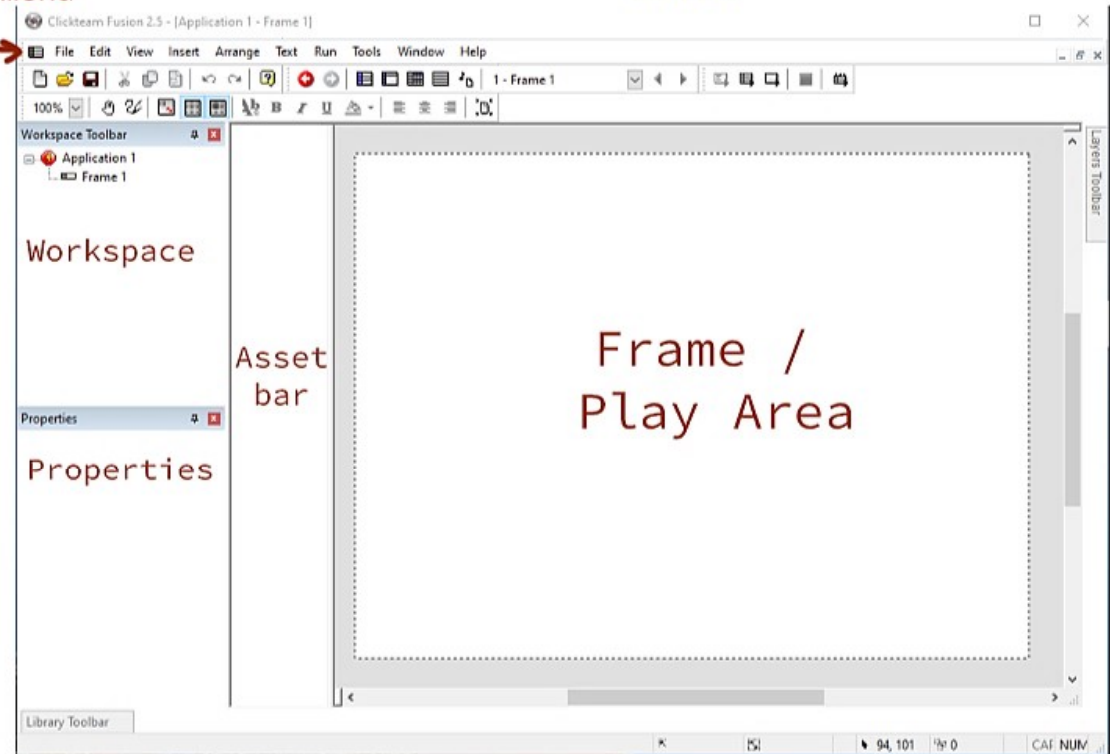 Clickteam Fusion 2.5 - [Application 1 - Frame 1]
File Edit View Insert Arrange Text Run Tools Window Help
1 - Frame 1
100% B I U
Workspace Toolbar
Application 1
Frame 1
Workspace
Asset
bar
Frame /
Play Area
Layers Toolbar
Properties
Properties
Library Toolbar
94, 101 0 CAF NUM